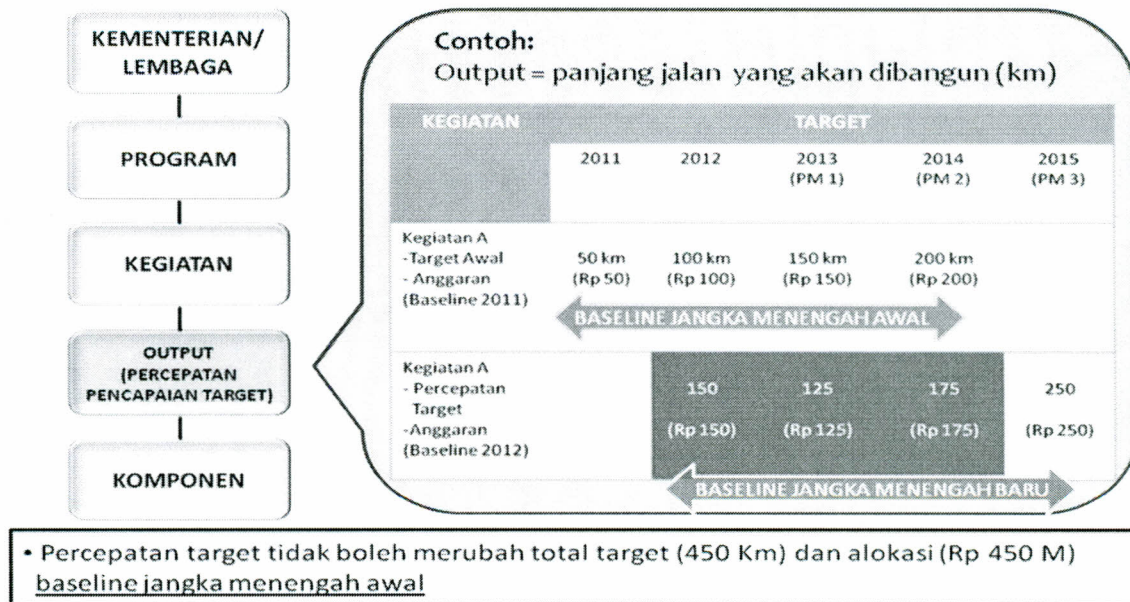 KEMENTERIAN/
LEMBAGA
PROGRAM
KEGIATAN
OUTPUT
(PERCEPATAN
PENCAPAIAN TARGET)
KOMPONEN
Contoh:
Output = panjang jalan yang akan dibangun (km)
KEGIATAN TARGET
2011 2012 2013 2014 2015
(PM 1) (PM 2) (PM 3)
Kegiatan A
-Target Awal 50 km 100 km 150 km 200 km
- Anggaran (Rp 50) (Rp 100) (Rp 150) (Rp 200)
(Baseline 2011)
BASELINE JANGKA MENENGAH AWAL
Kegiatan A
- Percepatan 150 125 175 250
Target
-Anggaran (Rp 150) (Rp 125) (Rp 175) (Rp 250)
(Baseline 2012)
BASELINE JANGKA MENENGAH BARU
• Percepatan target tidak boleh merubah total target (450 Km) dan alokasi (Rp 450 M)
baseline jangka menengah awal